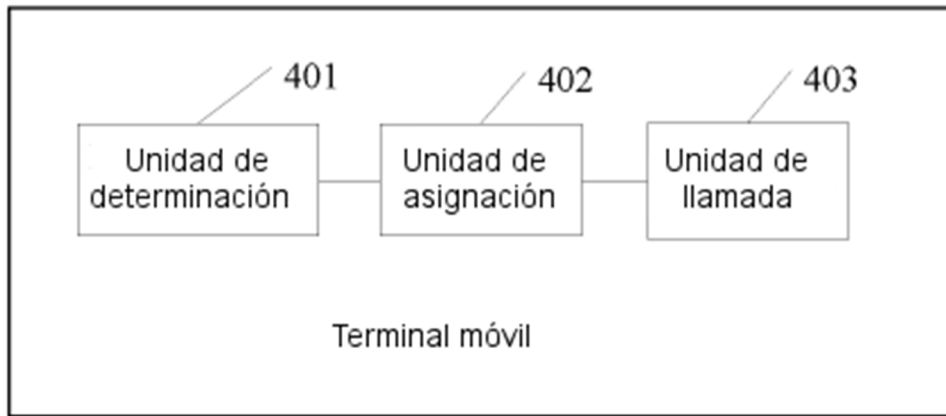 401
402
403
Unidad de
determinación
Unidad de
asignación
Unidad de
llamada
Terminal móvil